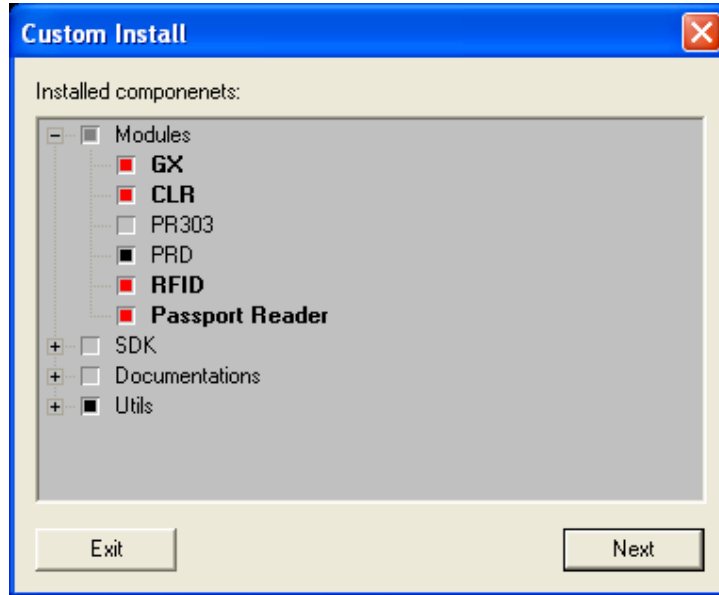 Custom Install
Installed componenets:
Modules
GX
CLR
PR303
PRD
RFID
Passport Reader
SDK
Documentations
Utils
Exit Next